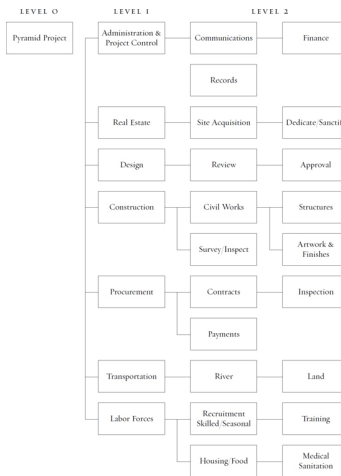 LEVEL O LEVEL 1 LEVEL 2
Pyramid Project
Administration &
Project Control
Communications
Finance
Records
Real Estate
Site Acquisition
Dedicate/Sanctif
Design
Review
Approval
Construction
Civil Works
Structures
Survey/Inspect
Artwork &
Finishes
Procurement
Contracts
Inspection
Payments
Transportation
River
Land
Labor Forces
Recruitment
Skilled/Seasonal
Training
Housing/Food
Medical
Sanitation